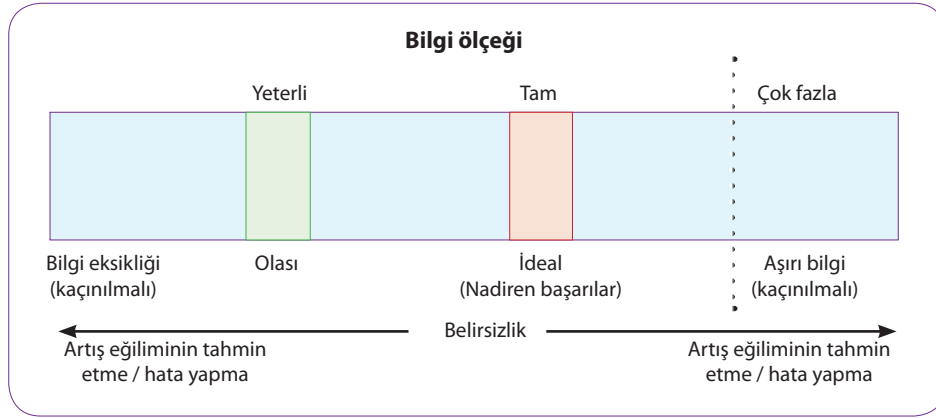 Bilgi ölçeği
Yeterli
Tam
Çok fazla
Bilgi eksikliği
(kaçınılmalı)
Olası
İdeal
(Nadiren başarılar)
Aşırı bilgi
(kaçınılmalı)
Belirsizlik
Artış eğiliminin tahmin
etme / hata yapma
Artış eğiliminin tahmin
etme / hata yapma